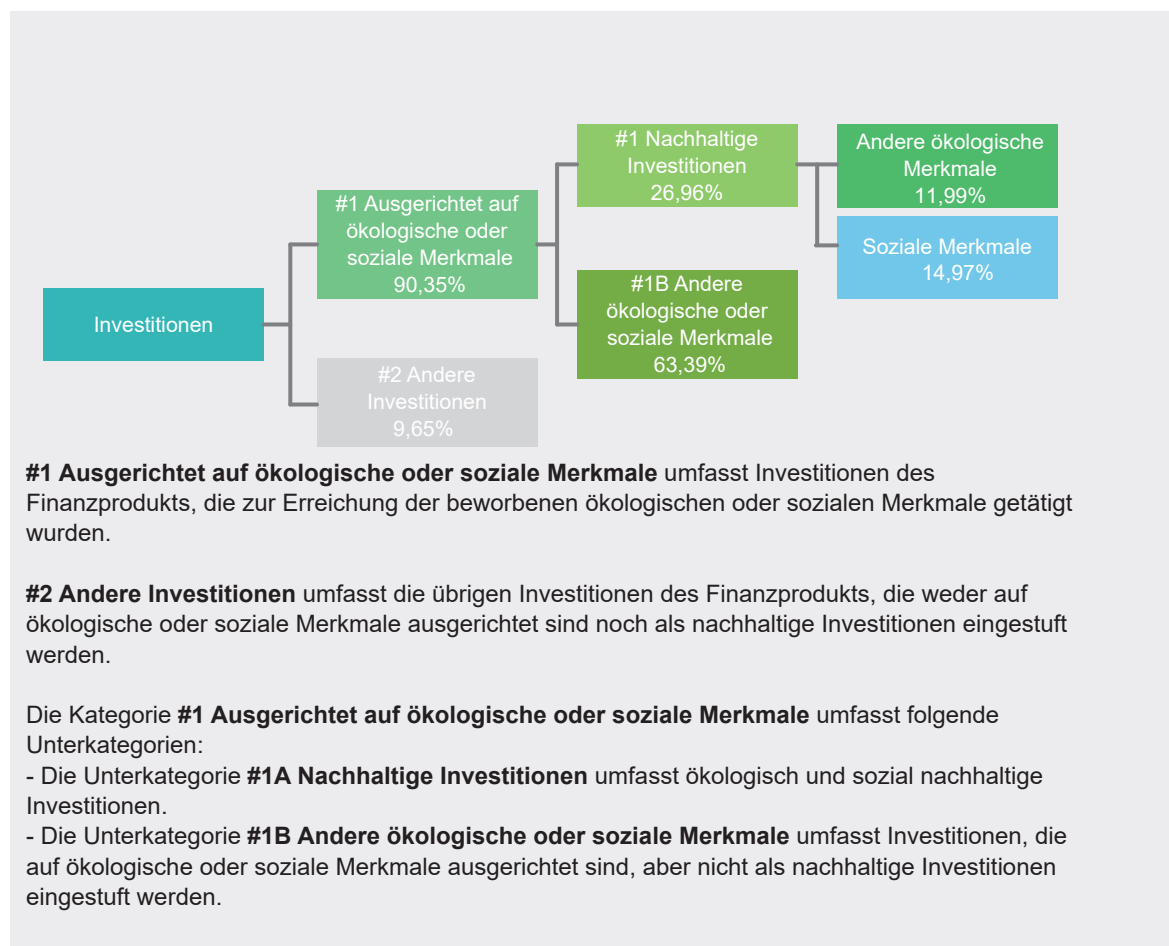 #1 Nachhaltige
Investitionen
26,96%
Andere ökologische
Merkmale
11,99%
#1 Ausgerichtet auf
ökologische oder
soziale Merkmale
90,35%
Soziale Merkmale
14,97%
#1B Andere
ökologische oder
soziale Merkmale
63,39%
Investitionen
#2 Andere
Investitionen
9,65%
#1 Ausgerichtet auf ökologische oder soziale Merkmale umfasst Investitionen des
Finanzprodukts, die zur Erreichung der beworbenen ökologischen oder sozialen Merkmale getätigt
wurden.
#2 Andere Investitionen umfasst die übrigen Investitionen des Finanzprodukts, die weder auf
ökologische oder soziale Merkmale ausgerichtet sind noch als nachhaltige Investitionen eingestuft
werden.
Die Kategorie #1 Ausgerichtet auf ökologische oder soziale Merkmale umfasst folgende
Unterkategorien:
- Die Unterkategorie #1A Nachhaltige Investitionen umfasst ökologisch und sozial nachhaltige
Investitionen.
- Die Unterkategorie #1B Andere ökologische oder soziale Merkmale umfasst Investitionen, die
auf ökologische oder soziale Merkmale ausgerichtet sind, aber nicht als nachhaltige Investitionen
eingestuft werden.